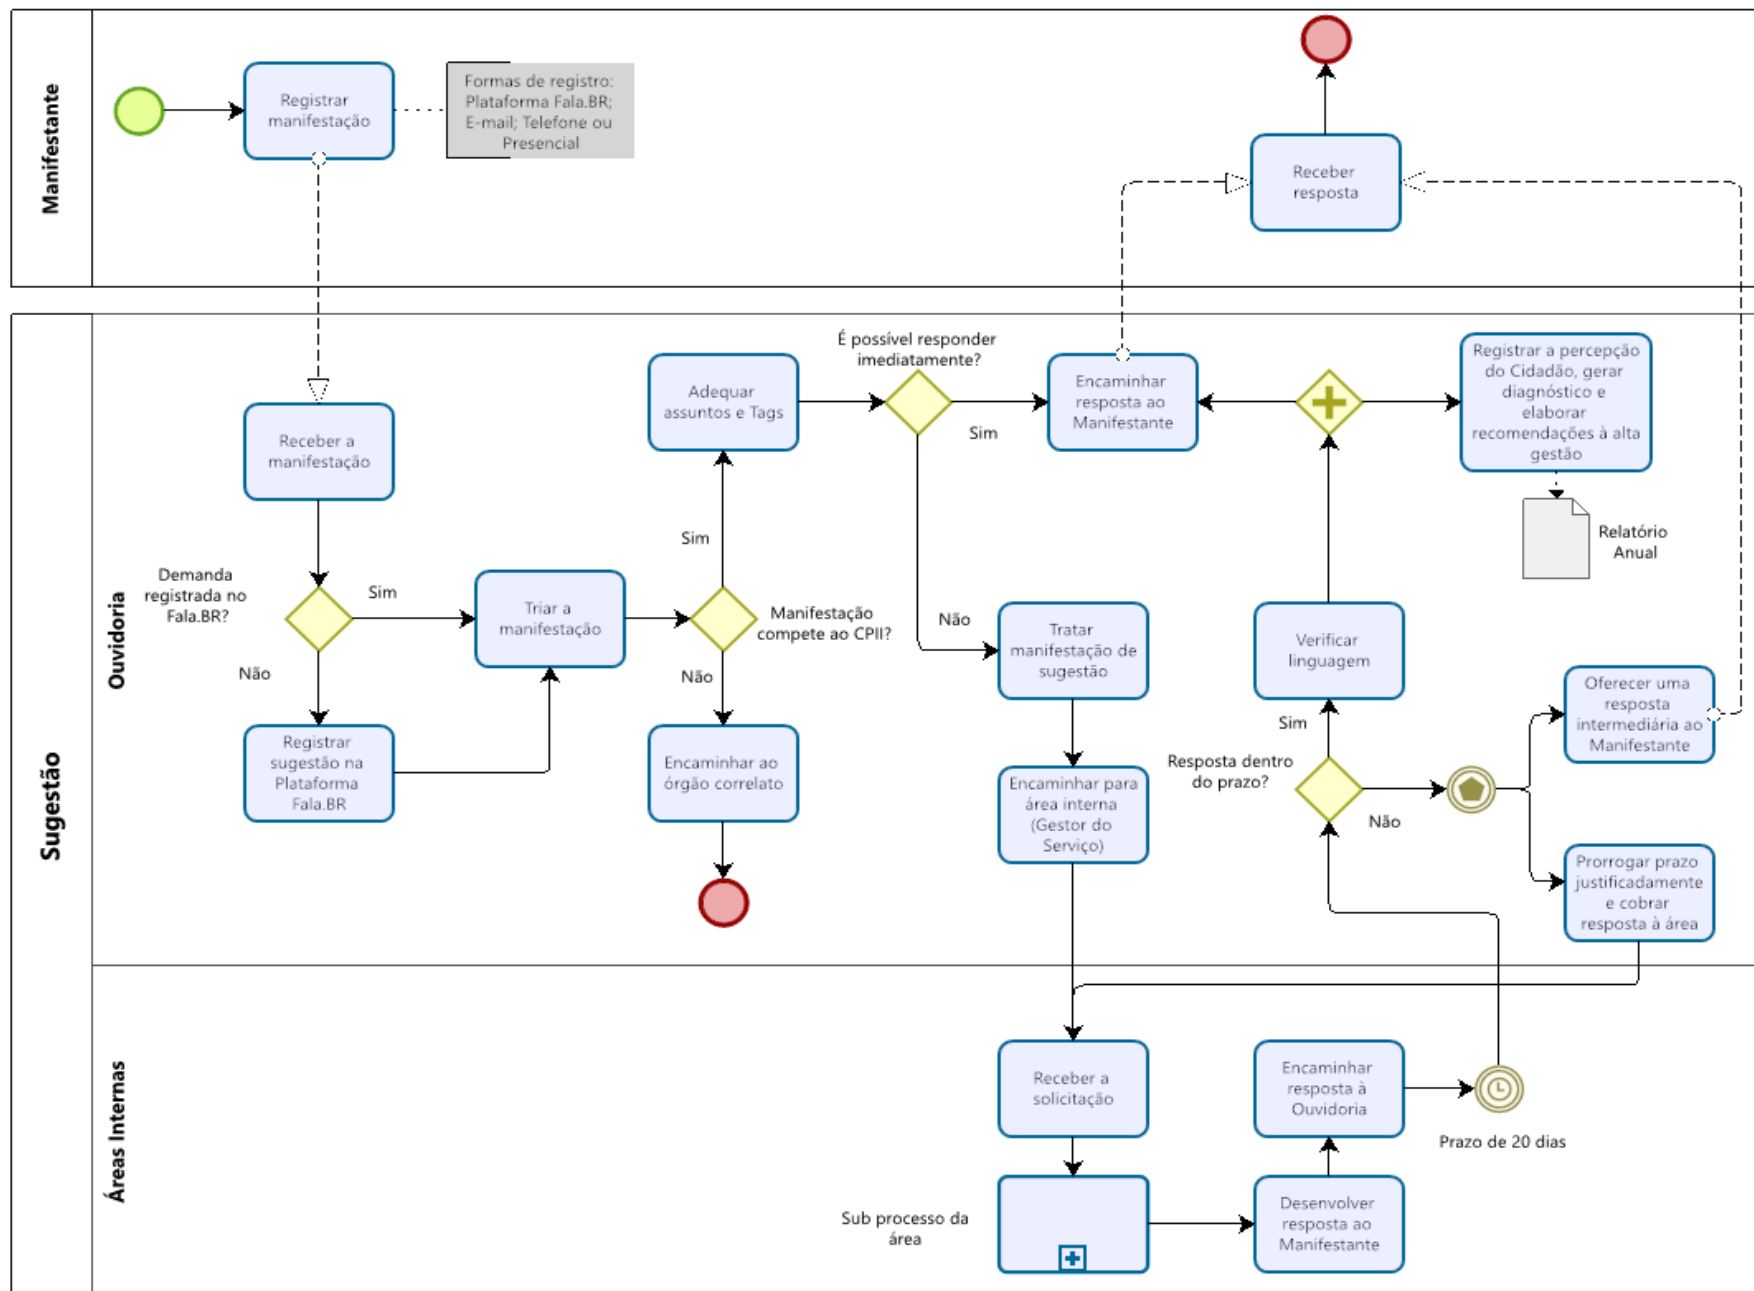 Manifestante
Registrar
manifestação
Formas de registro:
Plataforma Fala.BR;
E-mail; Telefone ou
Presencial
Receber
resposta
Sugestão
Ouvidoria
Receber a
manifestação
Demanda
registrada no
Fala.BR?
Sim
Não
Registrar
sugestão na
Plataforma
Fala.BR
Triar a
manifestação
Manifestação
compete ao CPII?
Sim
Não
Encaminhar ao
órgão correlato
Adequar
assuntos e Tags
É possível responder
imediatamente?
Sim
Não
Encaminhar
resposta ao
Manifestante
Tratar
manifestação de
sugestão
Encaminhar para
área interna
(Gestor do
Serviço)
Registrar a percepção
do Cidadão, gerar
diagnóstico e
elaborar
recomendações à alta
gestão
Relatório
Anual
Verificar
linguagem
Sim
Resposta dentro
do prazo?
Não
Oferecer uma
resposta
intermediária ao
Manifestante
Prorrogar prazo
justificadamente
e cobrar
resposta à área
Áreas Internas
Receber a
solicitação
Sub processo da
área
Desenvolver
resposta ao
Manifestante
Encaminhar
resposta à
Ouvidoria
Prazo de 20 dias